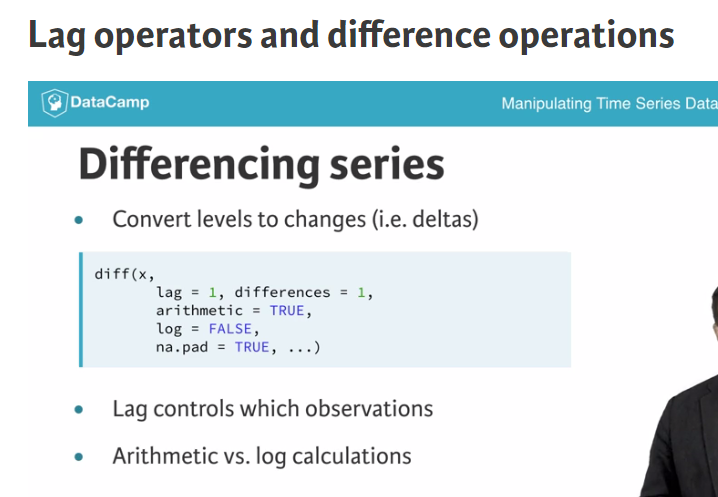 Lag operators and difference operations
DataCamp
Manipulating Time Series Data
Differencing series
• Convert levels to changes (i.e. deltas)
diff(x,
lag = 1, differences = 1,
arithmetic = TRUE,
log = FALSE,
na.pad = TRUE, ...)
• Lag controls which observations
• Arithmetic vs. log calculations